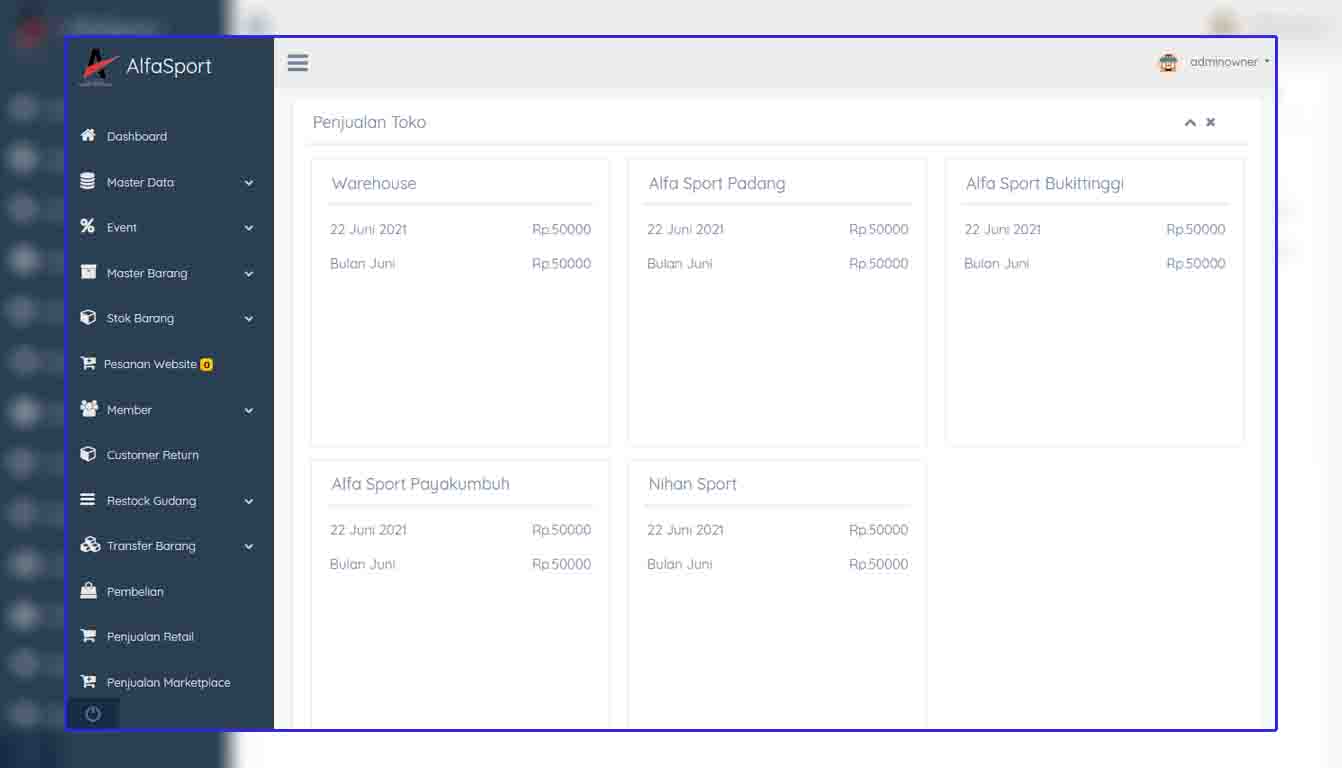 AlfaSport
adminowner
Dashboard
Master Data
Event
Master Barang
Stok Barang
Pesanan Website 0
Member
Customer Return
Restock Gudang
Transfer Barang
Pembelian
Penjualan Retail
Penjualan Marketplace
Penjualan Toko
Warehouse
22 Juni 2021 Rp.50000
Bulan Juni Rp.50000
Alfa Sport Padang
22 Juni 2021 Rp.50000
Bulan Juni Rp.50000
Alfa Sport Bukittinggi
22 Juni 2021 Rp.50000
Bulan Juni Rp.50000
Alfa Sport Payakumbuh
22 Juni 2021 Rp.50000
Bulan Juni Rp.50000
Nihan Sport
22 Juni 2021 Rp.50000
Bulan Juni Rp.50000